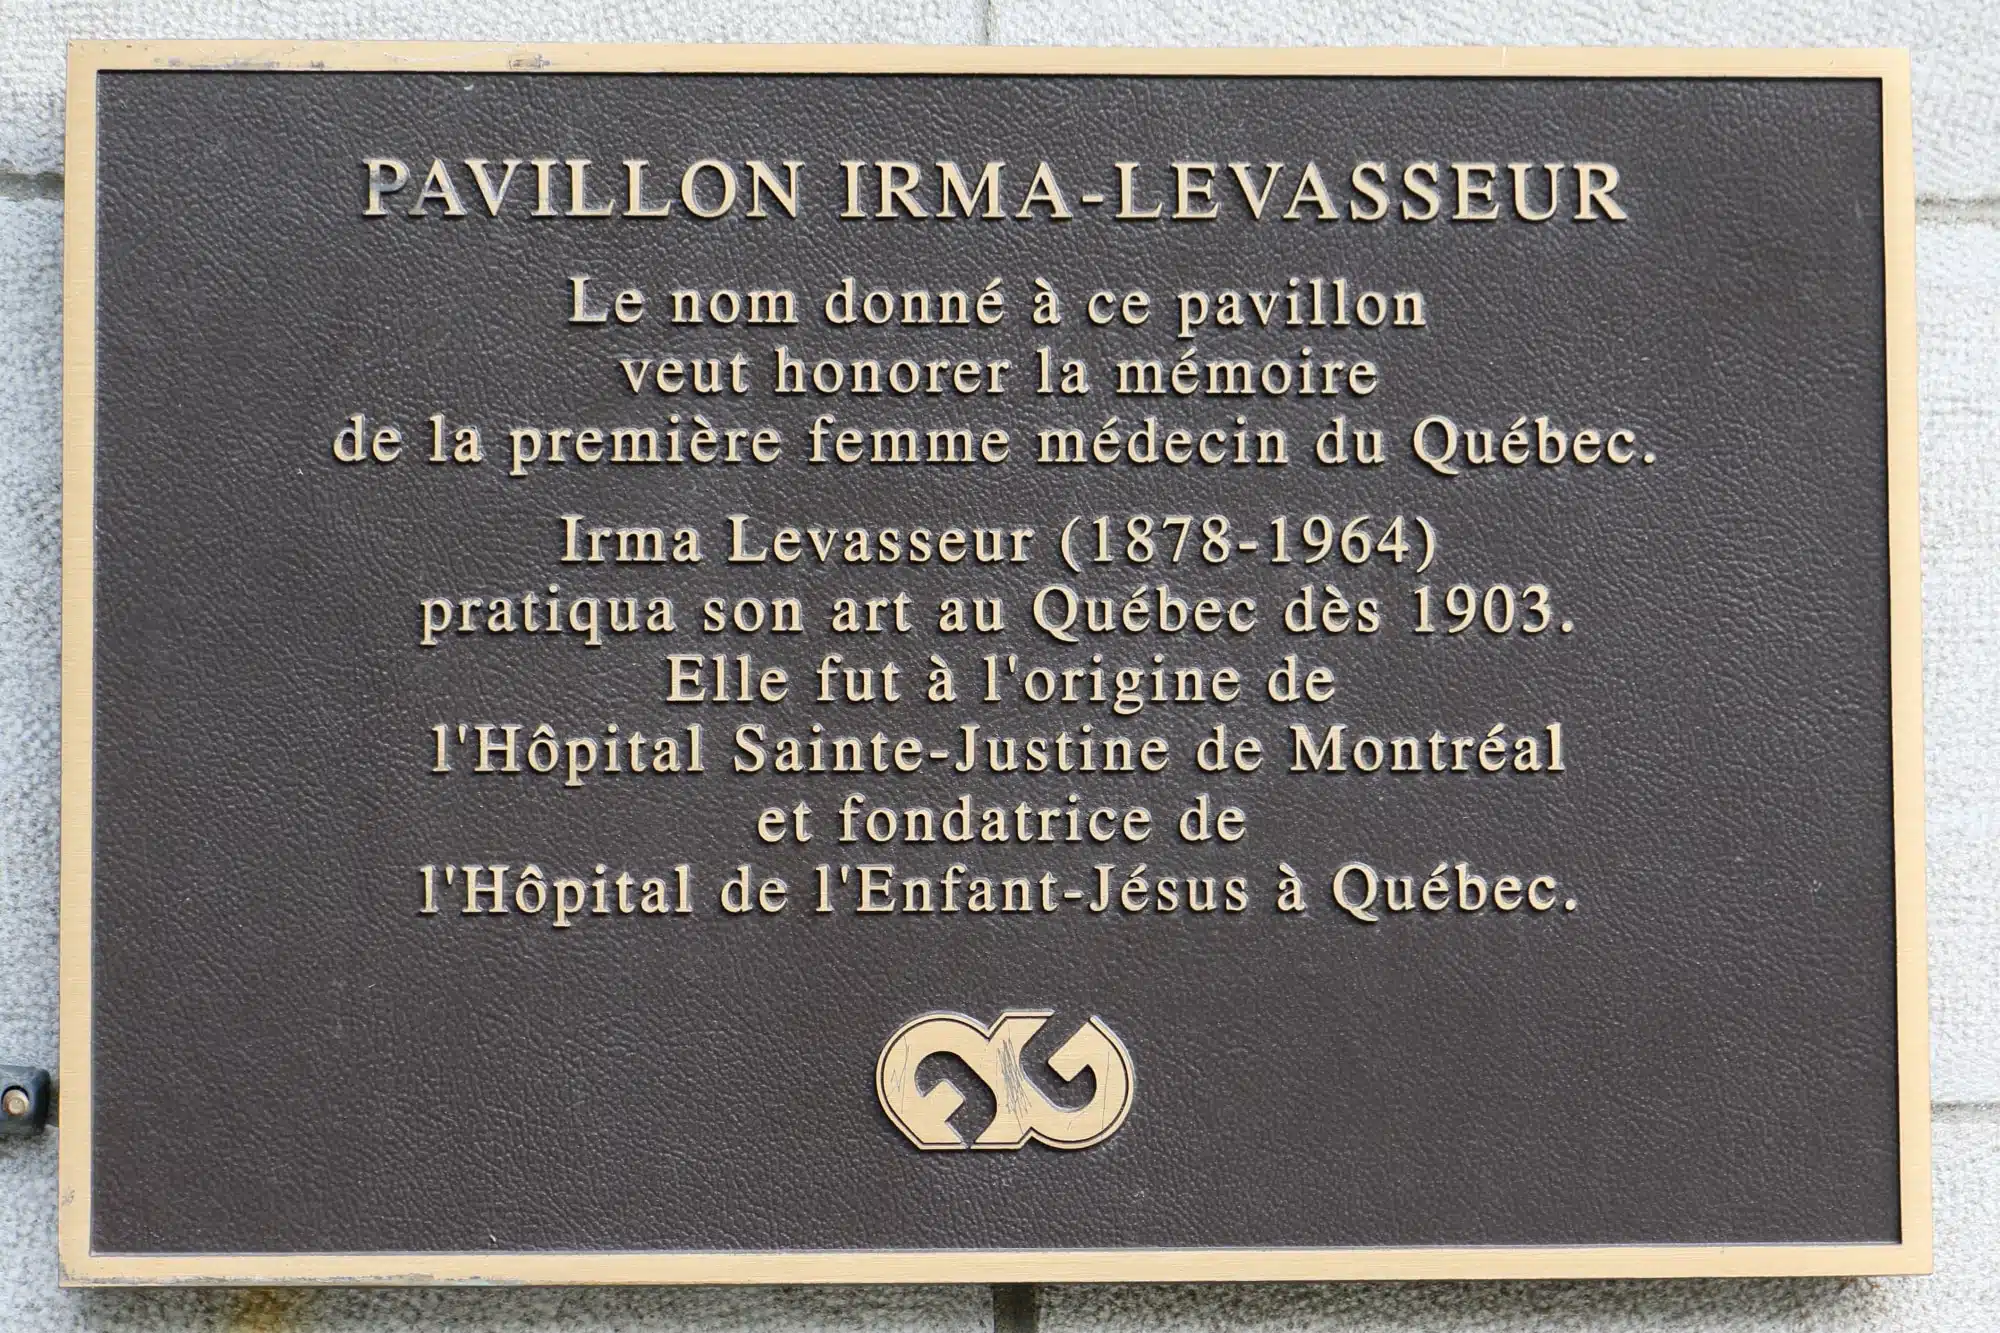 PAVILLON IRMA-LEVASSEUR
Le nom donné à ce pavillon
veut honorer la mémoire
de la première femme médecin du Québec.
Irma Levasseur (1878-1964)
pratiqua son art au Québec dès 1903.
Elle fut à l'origine de
l'Hôpital Sainte-Justine de Montréal
et fondatrice de
l'Hôpital de l'Enfant-Jésus à Québec.